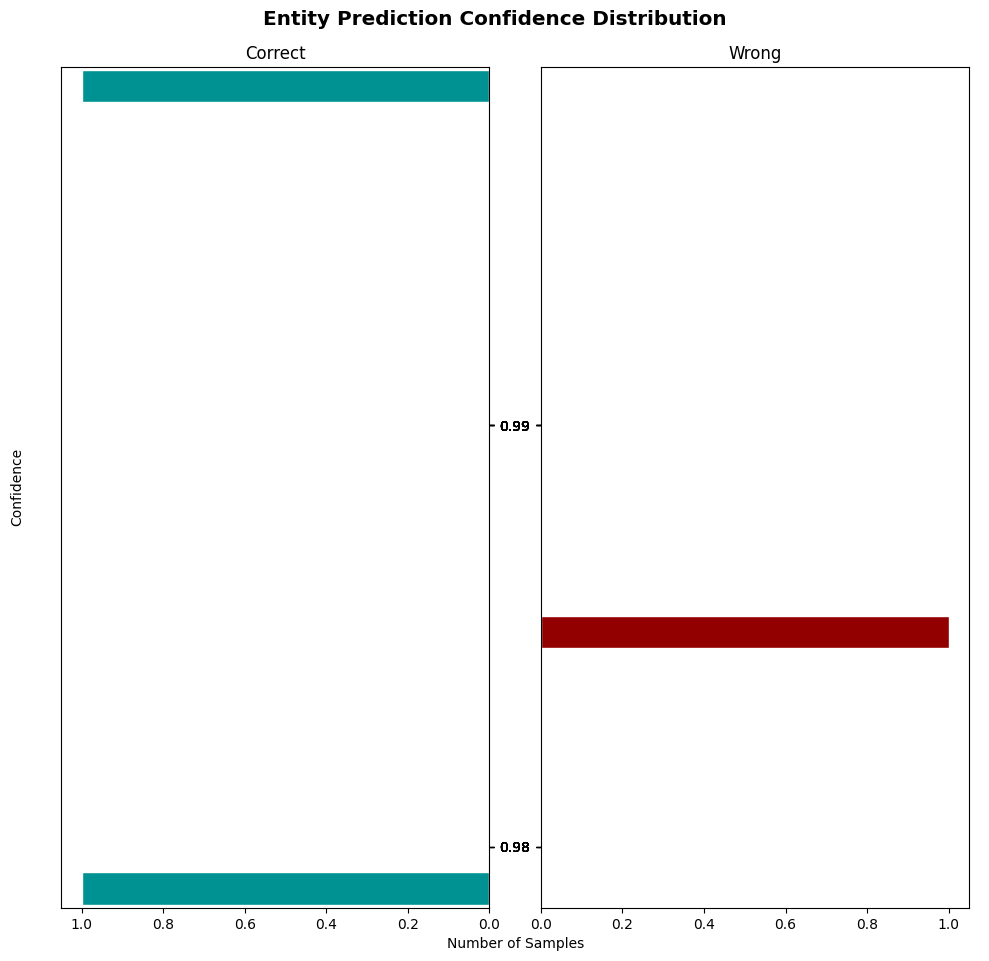 Entity Prediction Confidence Distribution
Correct
Wrong
Confidence
0.99
0.98
1.0 0.8 0.6 0.4 0.2 0.0
0.0 0.2 0.4 0.6 0.8 1.0
Number of Samples